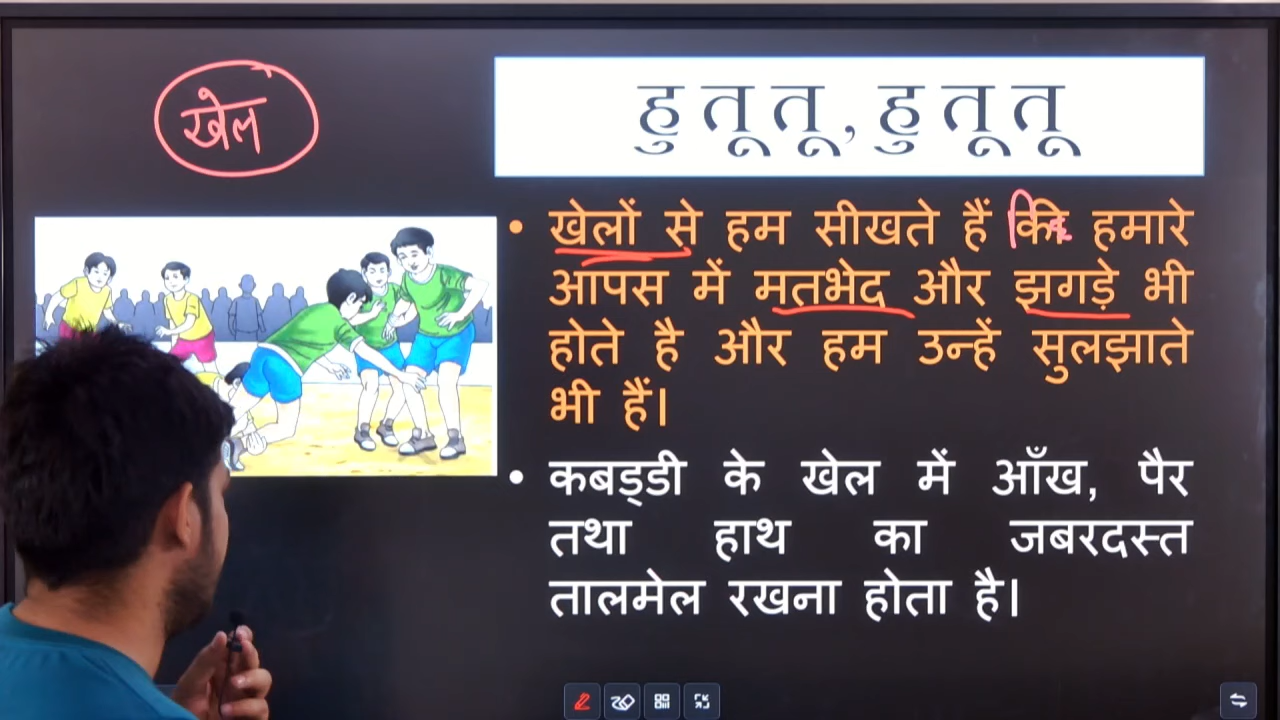 खेल
हु तू तू, हु तू तू
• खेलों से हम सीखते हैं कि हमारे
आपस में मतभेद और झगड़े भी
होते है और हम उन्हें सुलझाते
भी हैं।
• कबड्डी के खेल में आँख, पैर
तथा हाथ का जबरदस्त
तालमेल रखना होता है।